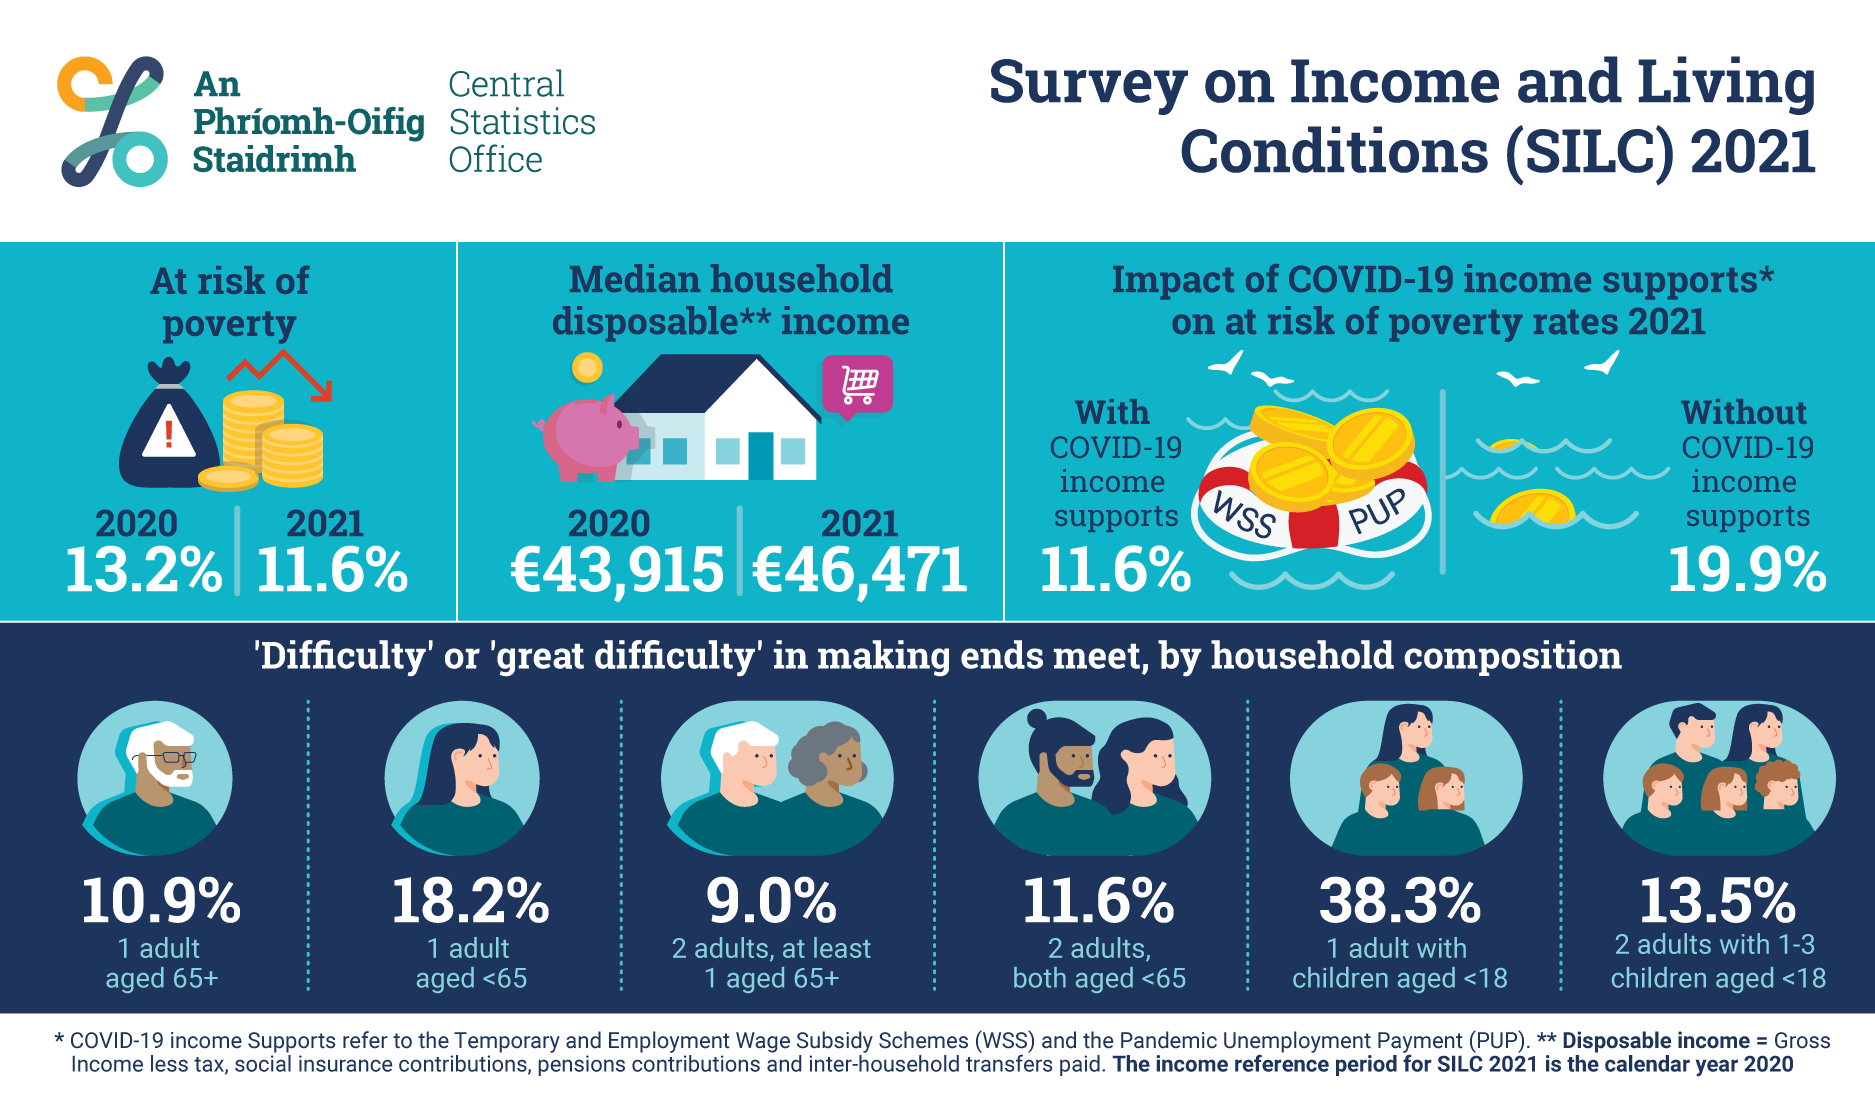 An
Phríomh-Oifig
Staidrimh
Central
Statistics
Office
Survey on Income and Living
Conditions (SILC) 2021
At risk of
poverty
!
2020
13.2%
2021
11.6%
Median household
disposable** income
2020
€43,915
2021
€46,471
Impact of COVID-19 income supports*
on at risk of poverty rates 2021
With
COVID-19
income
supports
11.6%
WSS
PUP
Without
COVID-19
income
supports
19.9%
'Difficulty' or 'great difficulty' in making ends meet, by household composition
10.9%
1 adult
aged 65+
18.2%
1 adult
aged <65
9.0%
2 adults, at least
1 aged 65+
11.6%
2 adults,
both aged <65
38.3%
1 adult with
children aged <18
13.5%
2 adults with 1-3
children aged <18
* COVID-19 income Supports refer to the Temporary and Employment Wage Subsidy Schemes (WSS) and the Pandemic Unemployment Payment (PUP). ** Disposable income = Gross
Income less tax, social insurance contributions, pensions contributions and inter-household transfers paid. The income reference period for SILC 2021 is the calendar year 2020